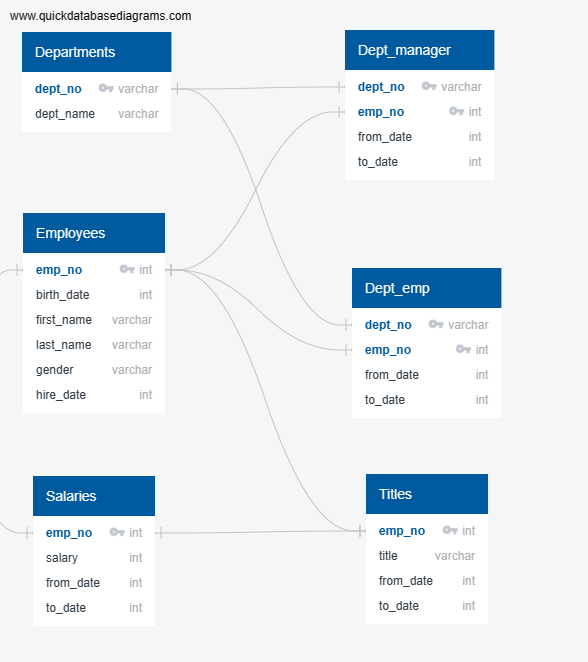 www.quickdatabasediagrams.com
Departments
dept_no varchar
dept_name varchar
Dept_manager
dept_no varchar
emp_no int
from_date int
to_date int
Employees
emp_no int
birth_date int
first_name varchar
last_name varchar
gender varchar
hire_date int
Dept_emp
dept_no varchar
emp_no int
from_date int
to_date int
Salaries
emp_no int
salary int
from_date int
to_date int
Titles
emp_no int
title varchar
from_date int
to_date int